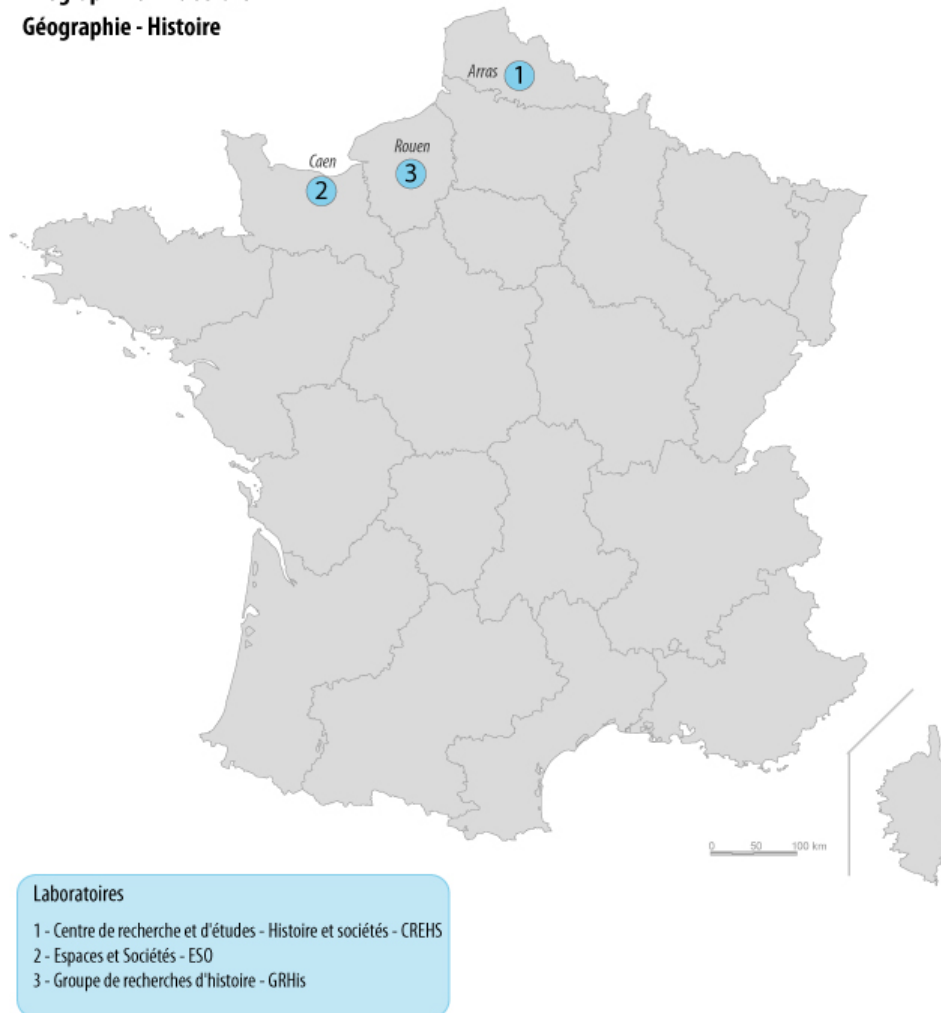 Géographie - Histoire
Arras
1
Caen
2
Rouen
3
0 50 100 km
Laboratoires
1 - Centre de recherche et d'études - Histoire et sociétés - CREHS
2 - Espaces et Sociétés - ESO
3 - Groupe de recherches d'histoire - GRHis